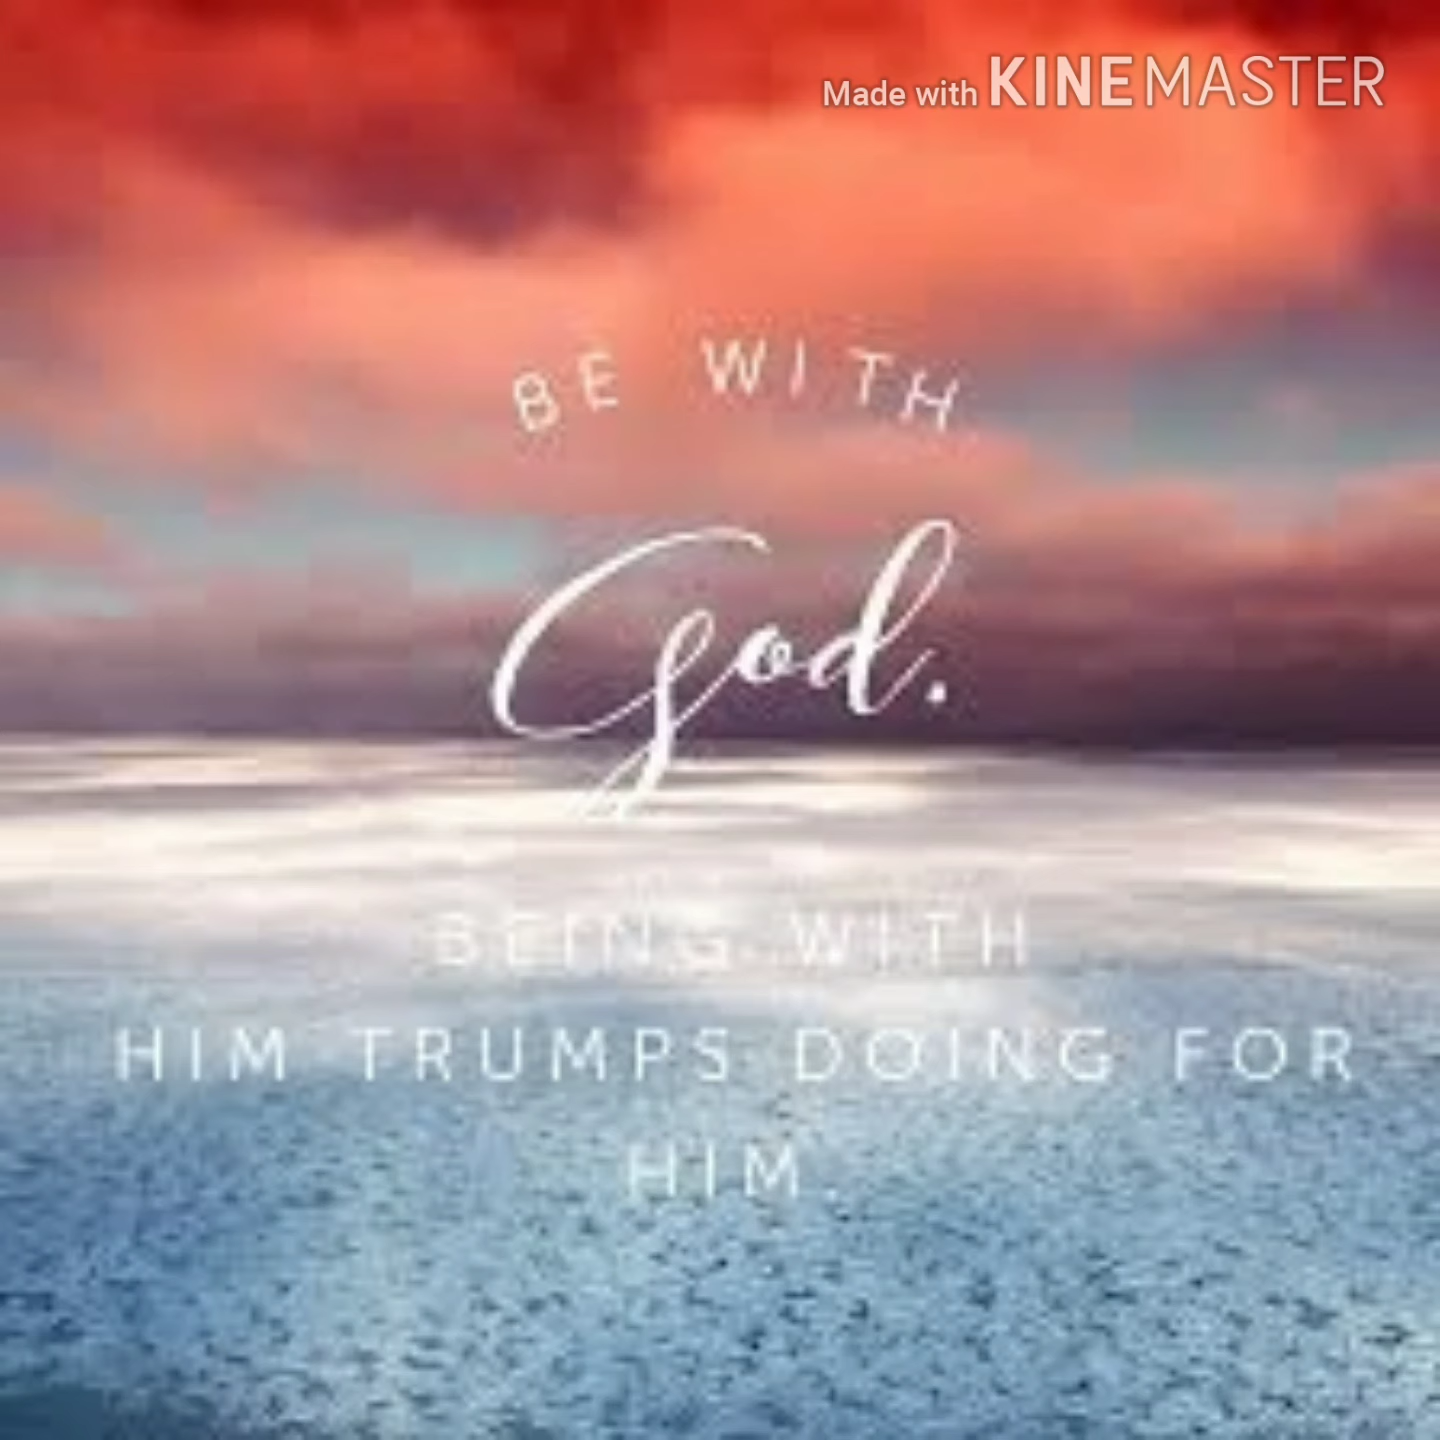 Made with KINEMASTER
BE WITH
God.
BEING WITH
HIM TRUMPS DOING FOR
HIM